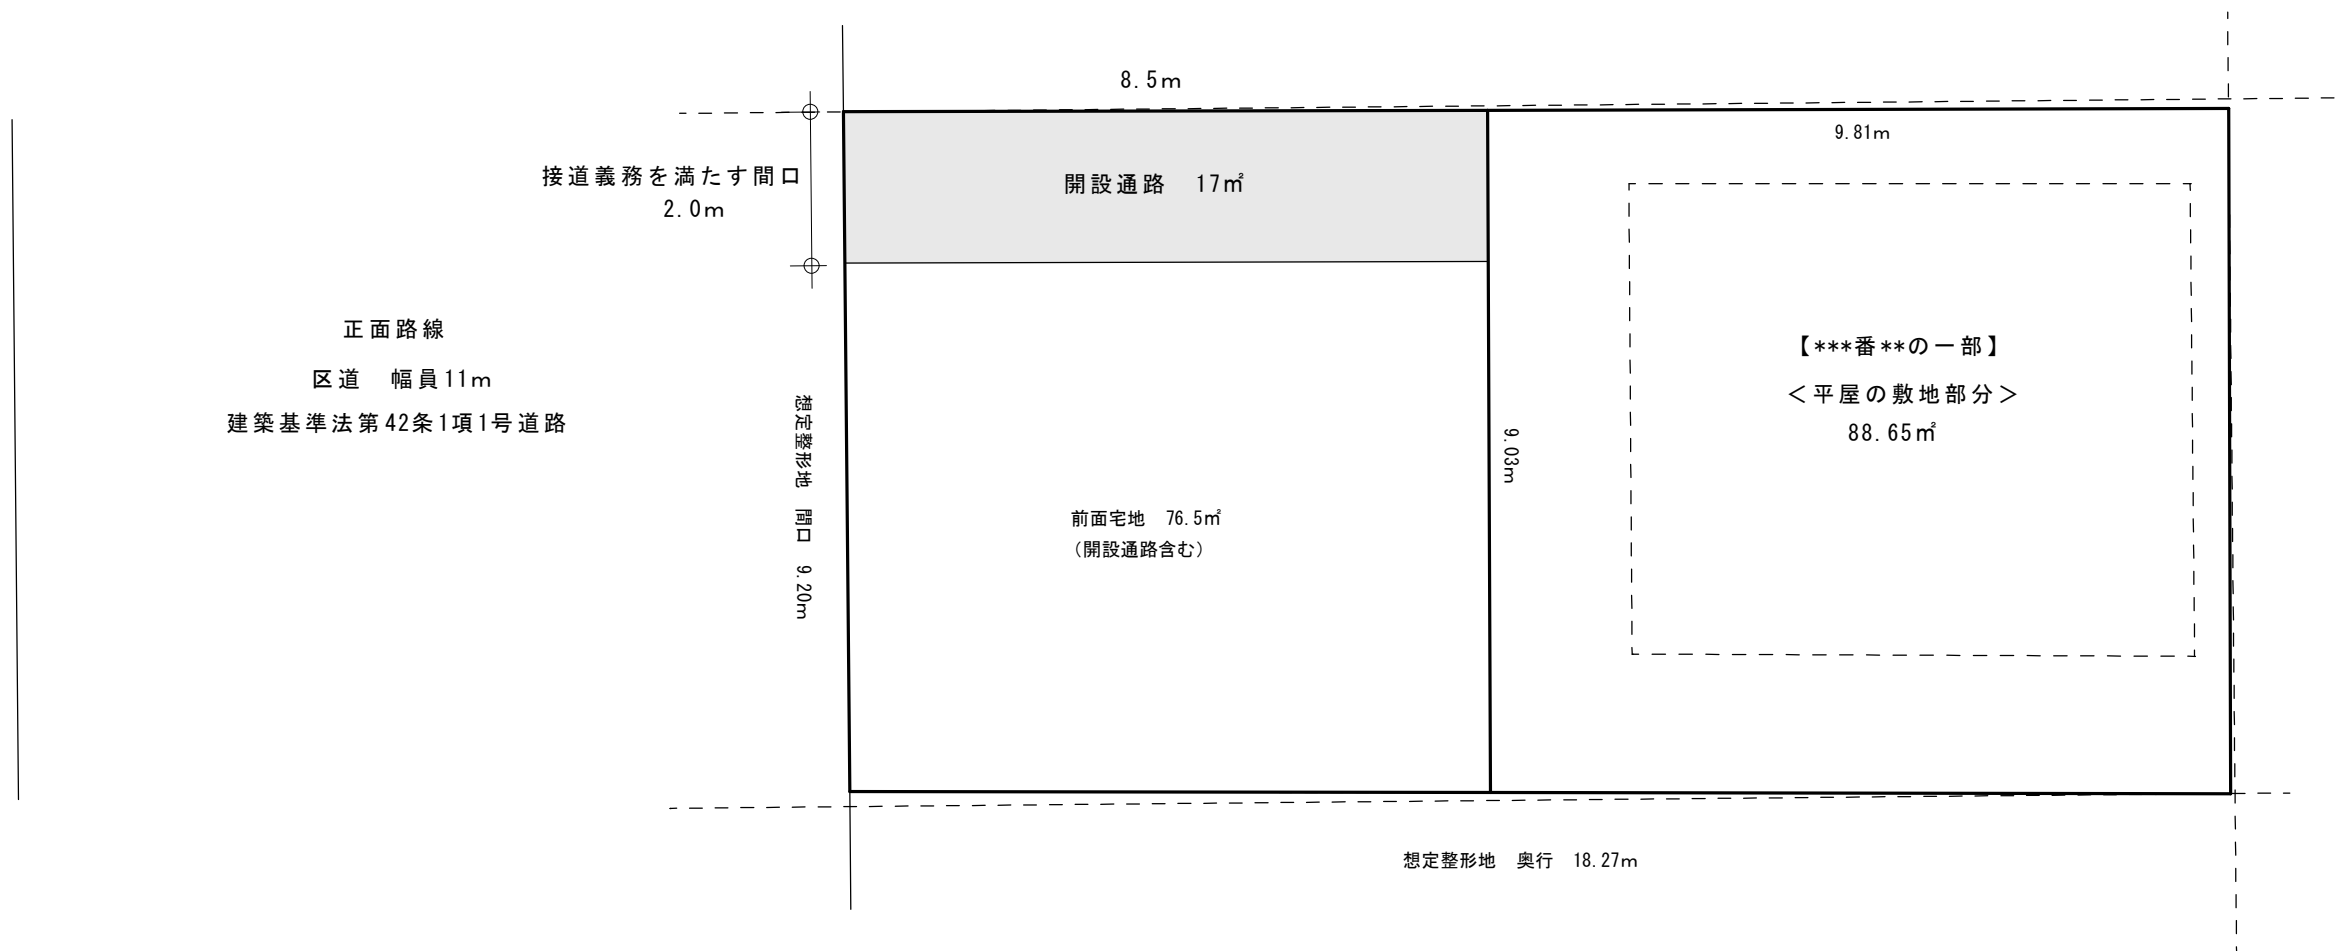 8.5m
9.81m
接道義務を満たす間口
2.0m
開設通路　17㎡
正面路線
区道　幅員11m
建築基準法第42条1項1号道路
想定整形地　間口　9.20m
9.03m
【***番**の一部】
＜平屋の敷地部分＞
88.65㎡
前面宅地　76.5㎡
（開設通路含む）
想定整形地　奥行　18.27m